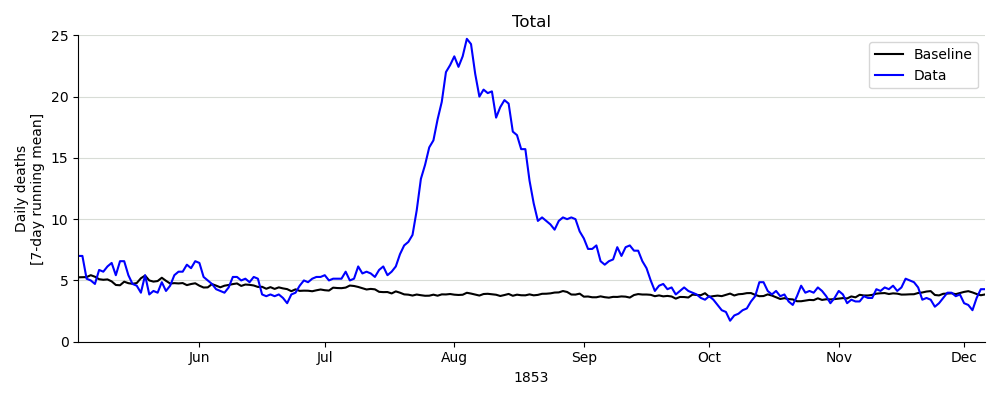 Total
Baseline
Data
Daily deaths
[7-day running mean]
25
20
15
10
5
0
Jun Jul Aug Sep Oct Nov Dec
1853